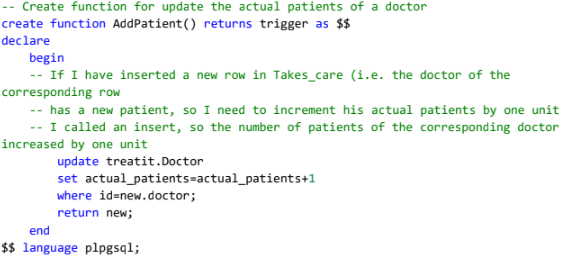 -- Create function for update the actual patients of a doctor
create function AddPatient() returns trigger as $$
declare
    begin
    -- If I have inserted a new row in Takes_care (i.e. the doctor of the
corresponding row
    -- has a new patient, so I need to increment his actual patients by one unit
    -- I called an insert, so the number of patients of the corresponding doctor
increased by one unit
        update treatit.Doctor
        set actual_patients=actual_patients+1
        where id=new.doctor;
        return new;
    end
$$ language plpgsql;